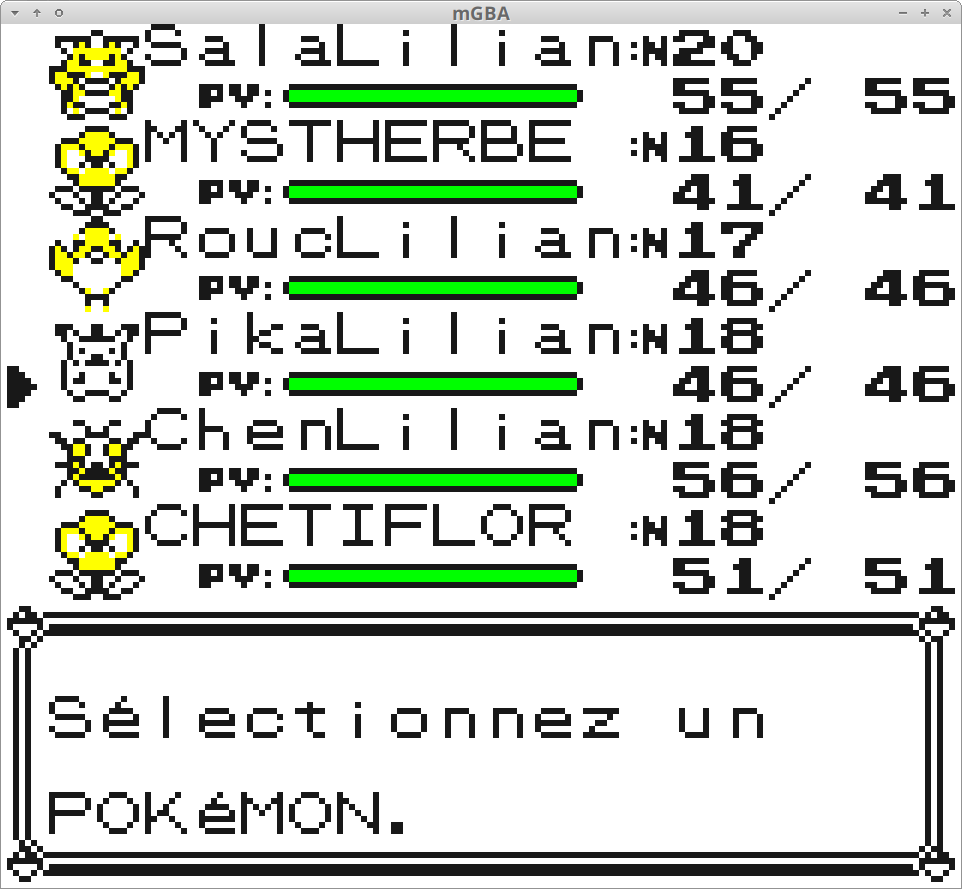 mGBA
SalaLilian:N20
PV: 55/ 55
MYSTHERBE :N16
PV: 41/ 41
RoucLilian:N17
PV: 46/ 46
PikaLilian:N18
PV: 46/ 46
ChenLilian:N18
PV: 56/ 56
CHETIFLOR :N18
PV: 51/ 51
Sélectionnez un
POKéMON.